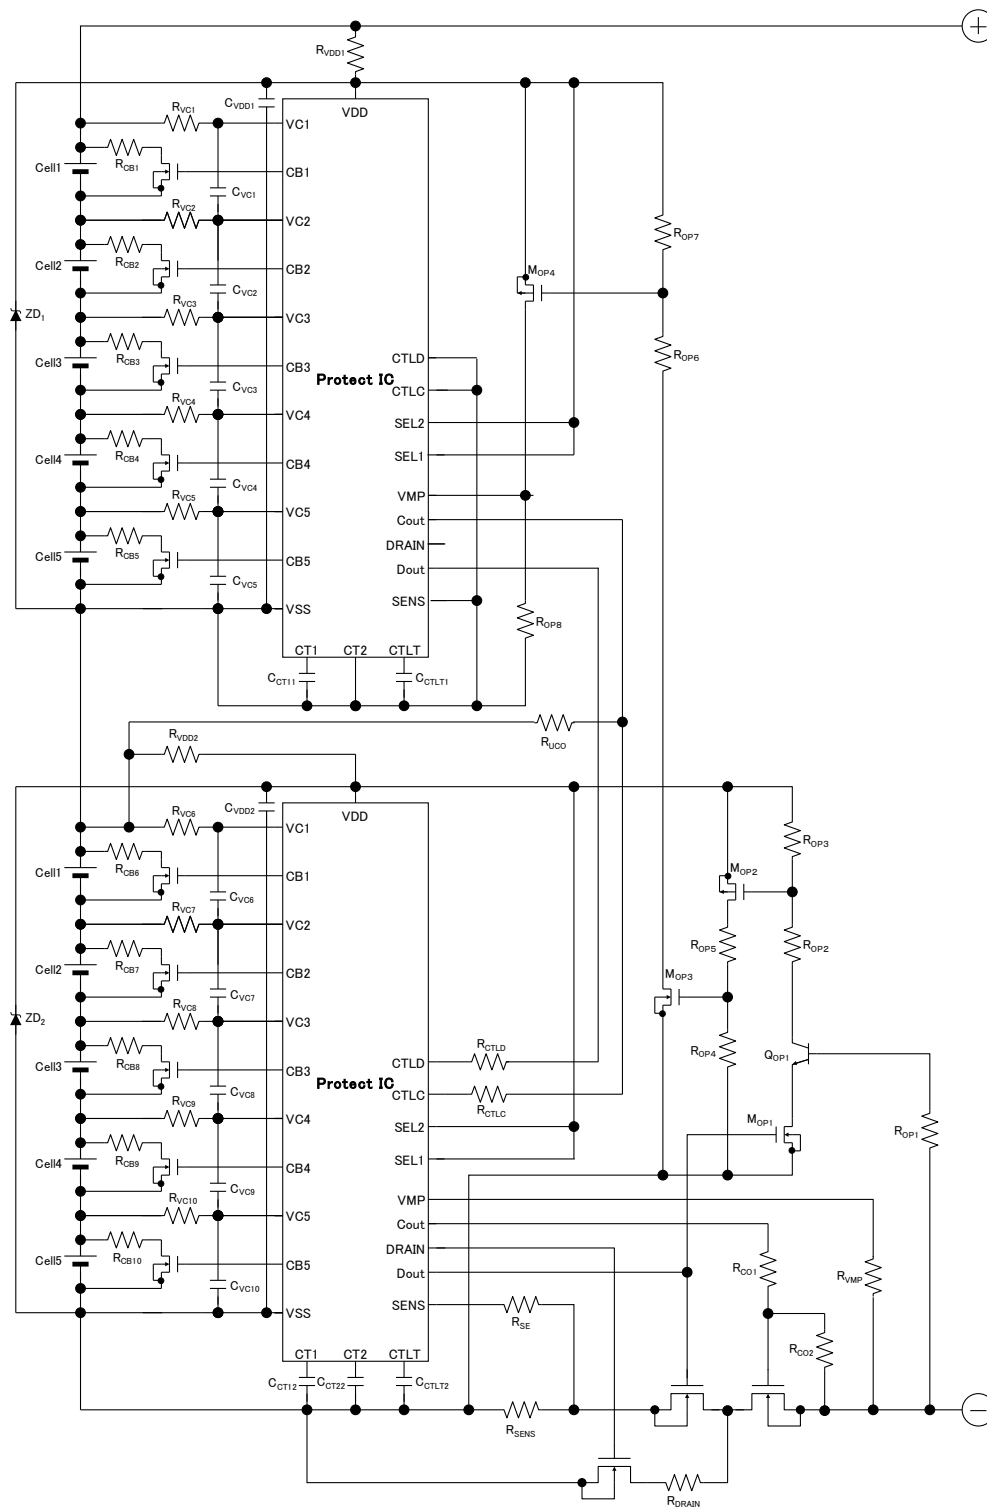 +
RVDD1
CVDD1
VDD
RVC1
VC1
Cell1
RCB1
CB1
CVC1
RVC2
VC2
ROP7
Cell2
RCB2
CB2
MOP4
CVC2
RVC3
VC3
ZD1
ROP6
Cell3
RCB3
CB3
CTLD
Protect IC
CVC3
CTLC
RVC4
VC4
SEL2
Cell4
RCB4
CB4
SEL1
CVC4
VMP
RVC5
VC5
Cout
DRAIN
Cell5
RCB5
CB5
Dout
CVC5
VSS
SENS
ROP8
CT1
CT2
CTLT
CCT11
CCTLT1
RVDD2
RUCO
CVDD2
VDD
RVC6
VC1
ROP3
Cell1
RCB6
CB1
MOP2
CVC6
RVC7
VC2
ROP5
ROP2
Cell2
RCB7
CB2
MOP3
CVC7
RVC8
VC3
ZD2
RCTLD
ROP4
QOP1
Cell3
RCB8
CB3
CTLD
Protect IC
CVC8
CTLC
RCTLC
RVC9
VC4
SEL2
MOP1
ROP1
Cell4
RCB9
CB4
SEL1
CVC9
VMP
RVC10
VC5
Cout
DRAIN
Cell5
RCB10
CB5
Dout
RCO1
RVMP
CVC10
VSS
SENS
RSE
RCO2
CT1
CT2
CTLT
CCT12
CCT22
CCTLT2
RSENS
−
RDRAIN